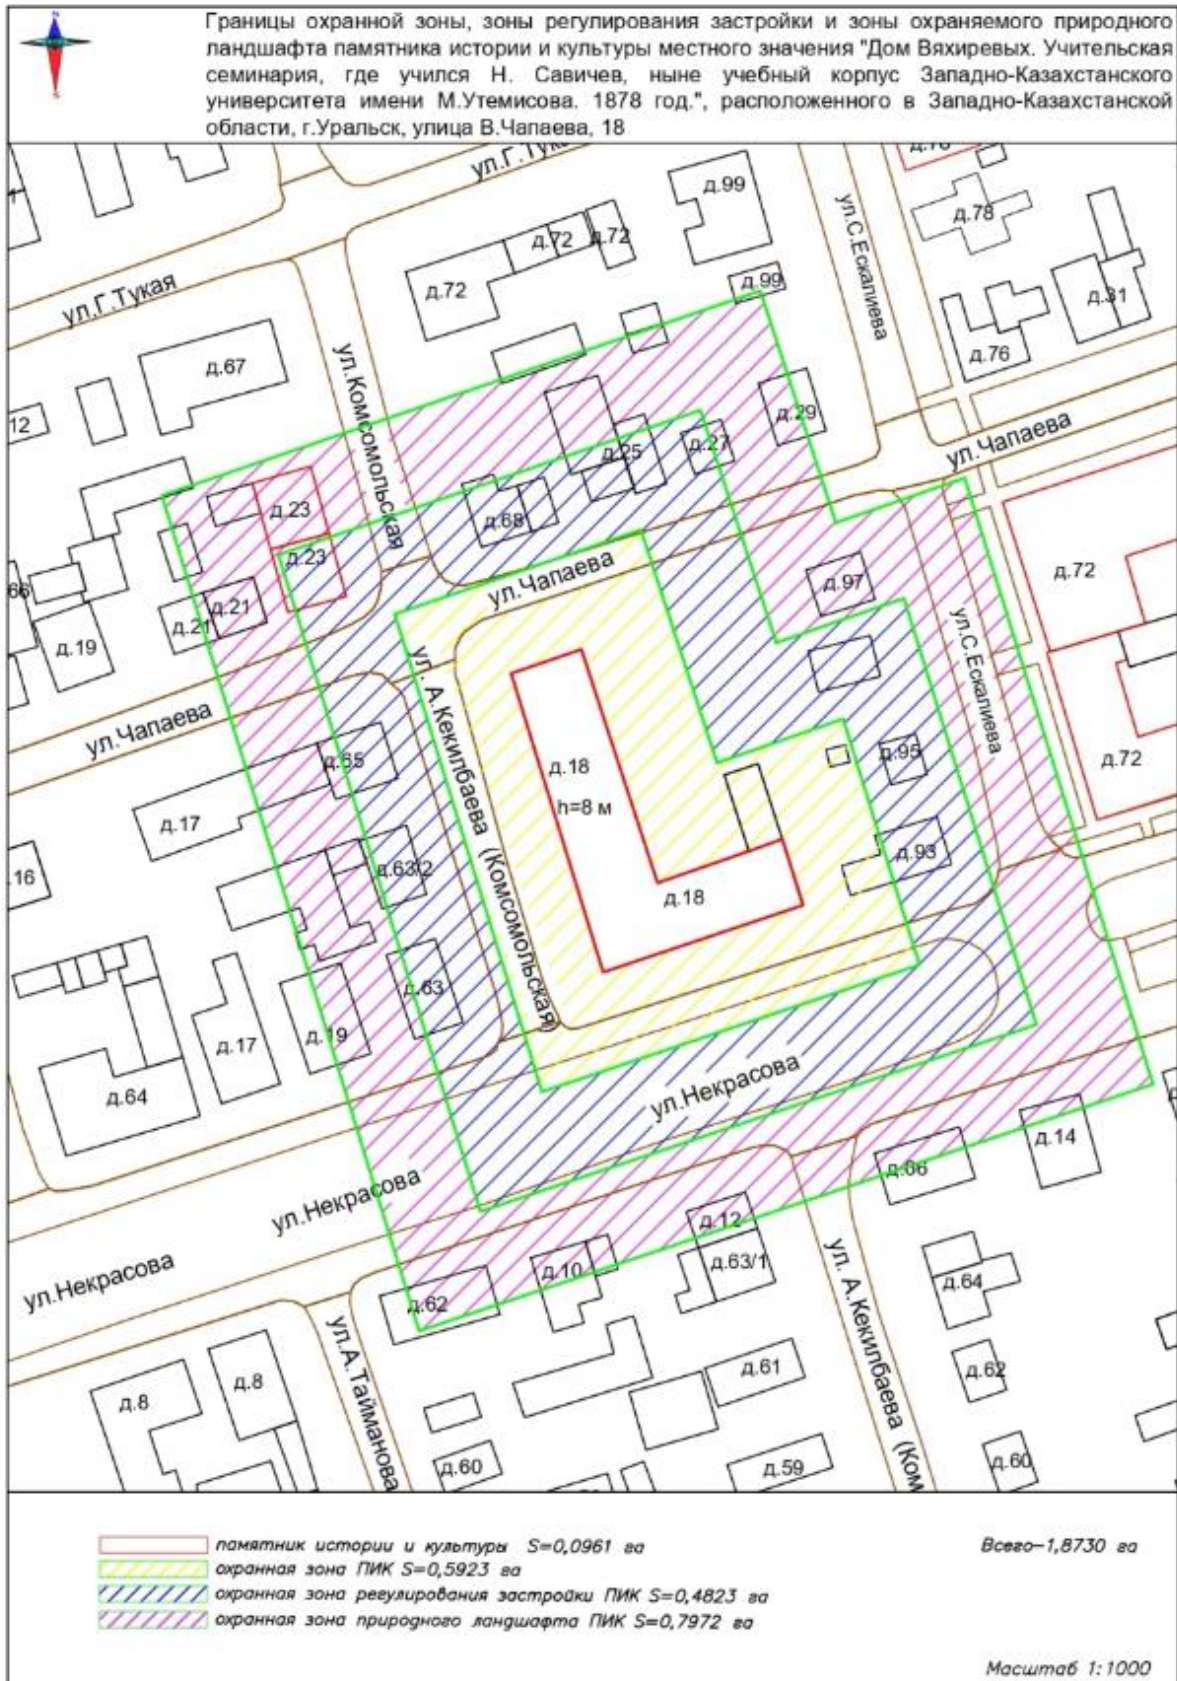 N
S
Границы охранной зоны, зоны регулирования застройки и зоны охраняемого природного
ландшафта памятника истории и культуры местного значения "Дом Вяхиревых. Учительская
семинария, где учился Н. Савичев, ныне учебный корпус Западно-Казахстанского
университета имени М.Утемисова. 1878 год.", расположенного в Западно-Казахстанской
области, г.Уральск, улица В.Чапаева, 18
ул.Г.Тукая
д.99
д.78
ул.С.Ескалиева
д.72
д.72
д.72
д.99
ул.Г.Тукая
д.31
д.76
д.67
ул.Комсомольская
д.29
12
д.27
д.25
ул.Чапаева
д.23
д.68
д.23
ул.Чапаева
д.97
д.72
66
д.21
д.21
д.19
ул.С.Ескалиева
ул. А.Кекилбаева (Комсомольская)
ул.Чапаева
д.65
д.18
h=8 м
д.95
д.72
д.17
д.63/2
д.93
.16
д.18
д.63
д.19
д.17
д.64
ул.Некрасова
д.14
д.66
ул.Некрасова
д.12
д.63/1
ул.Некрасова
д.10
д.62
д.64
ул. А.Кекилбаева (Ком
ул.А.Тайманова
д.8
д.8
д.61
д.62
д.60
д.59
д.60
памятник истории и культуры S=0,0961 га
Всего-1,8730 га
охранная зона ПИК S=0,5923 га
охранная зона регулирования застройки ПИК S=0,4823 га
охранная зона природного ландшафта ПИК S=0,7972 га
Масштаб 1:1000